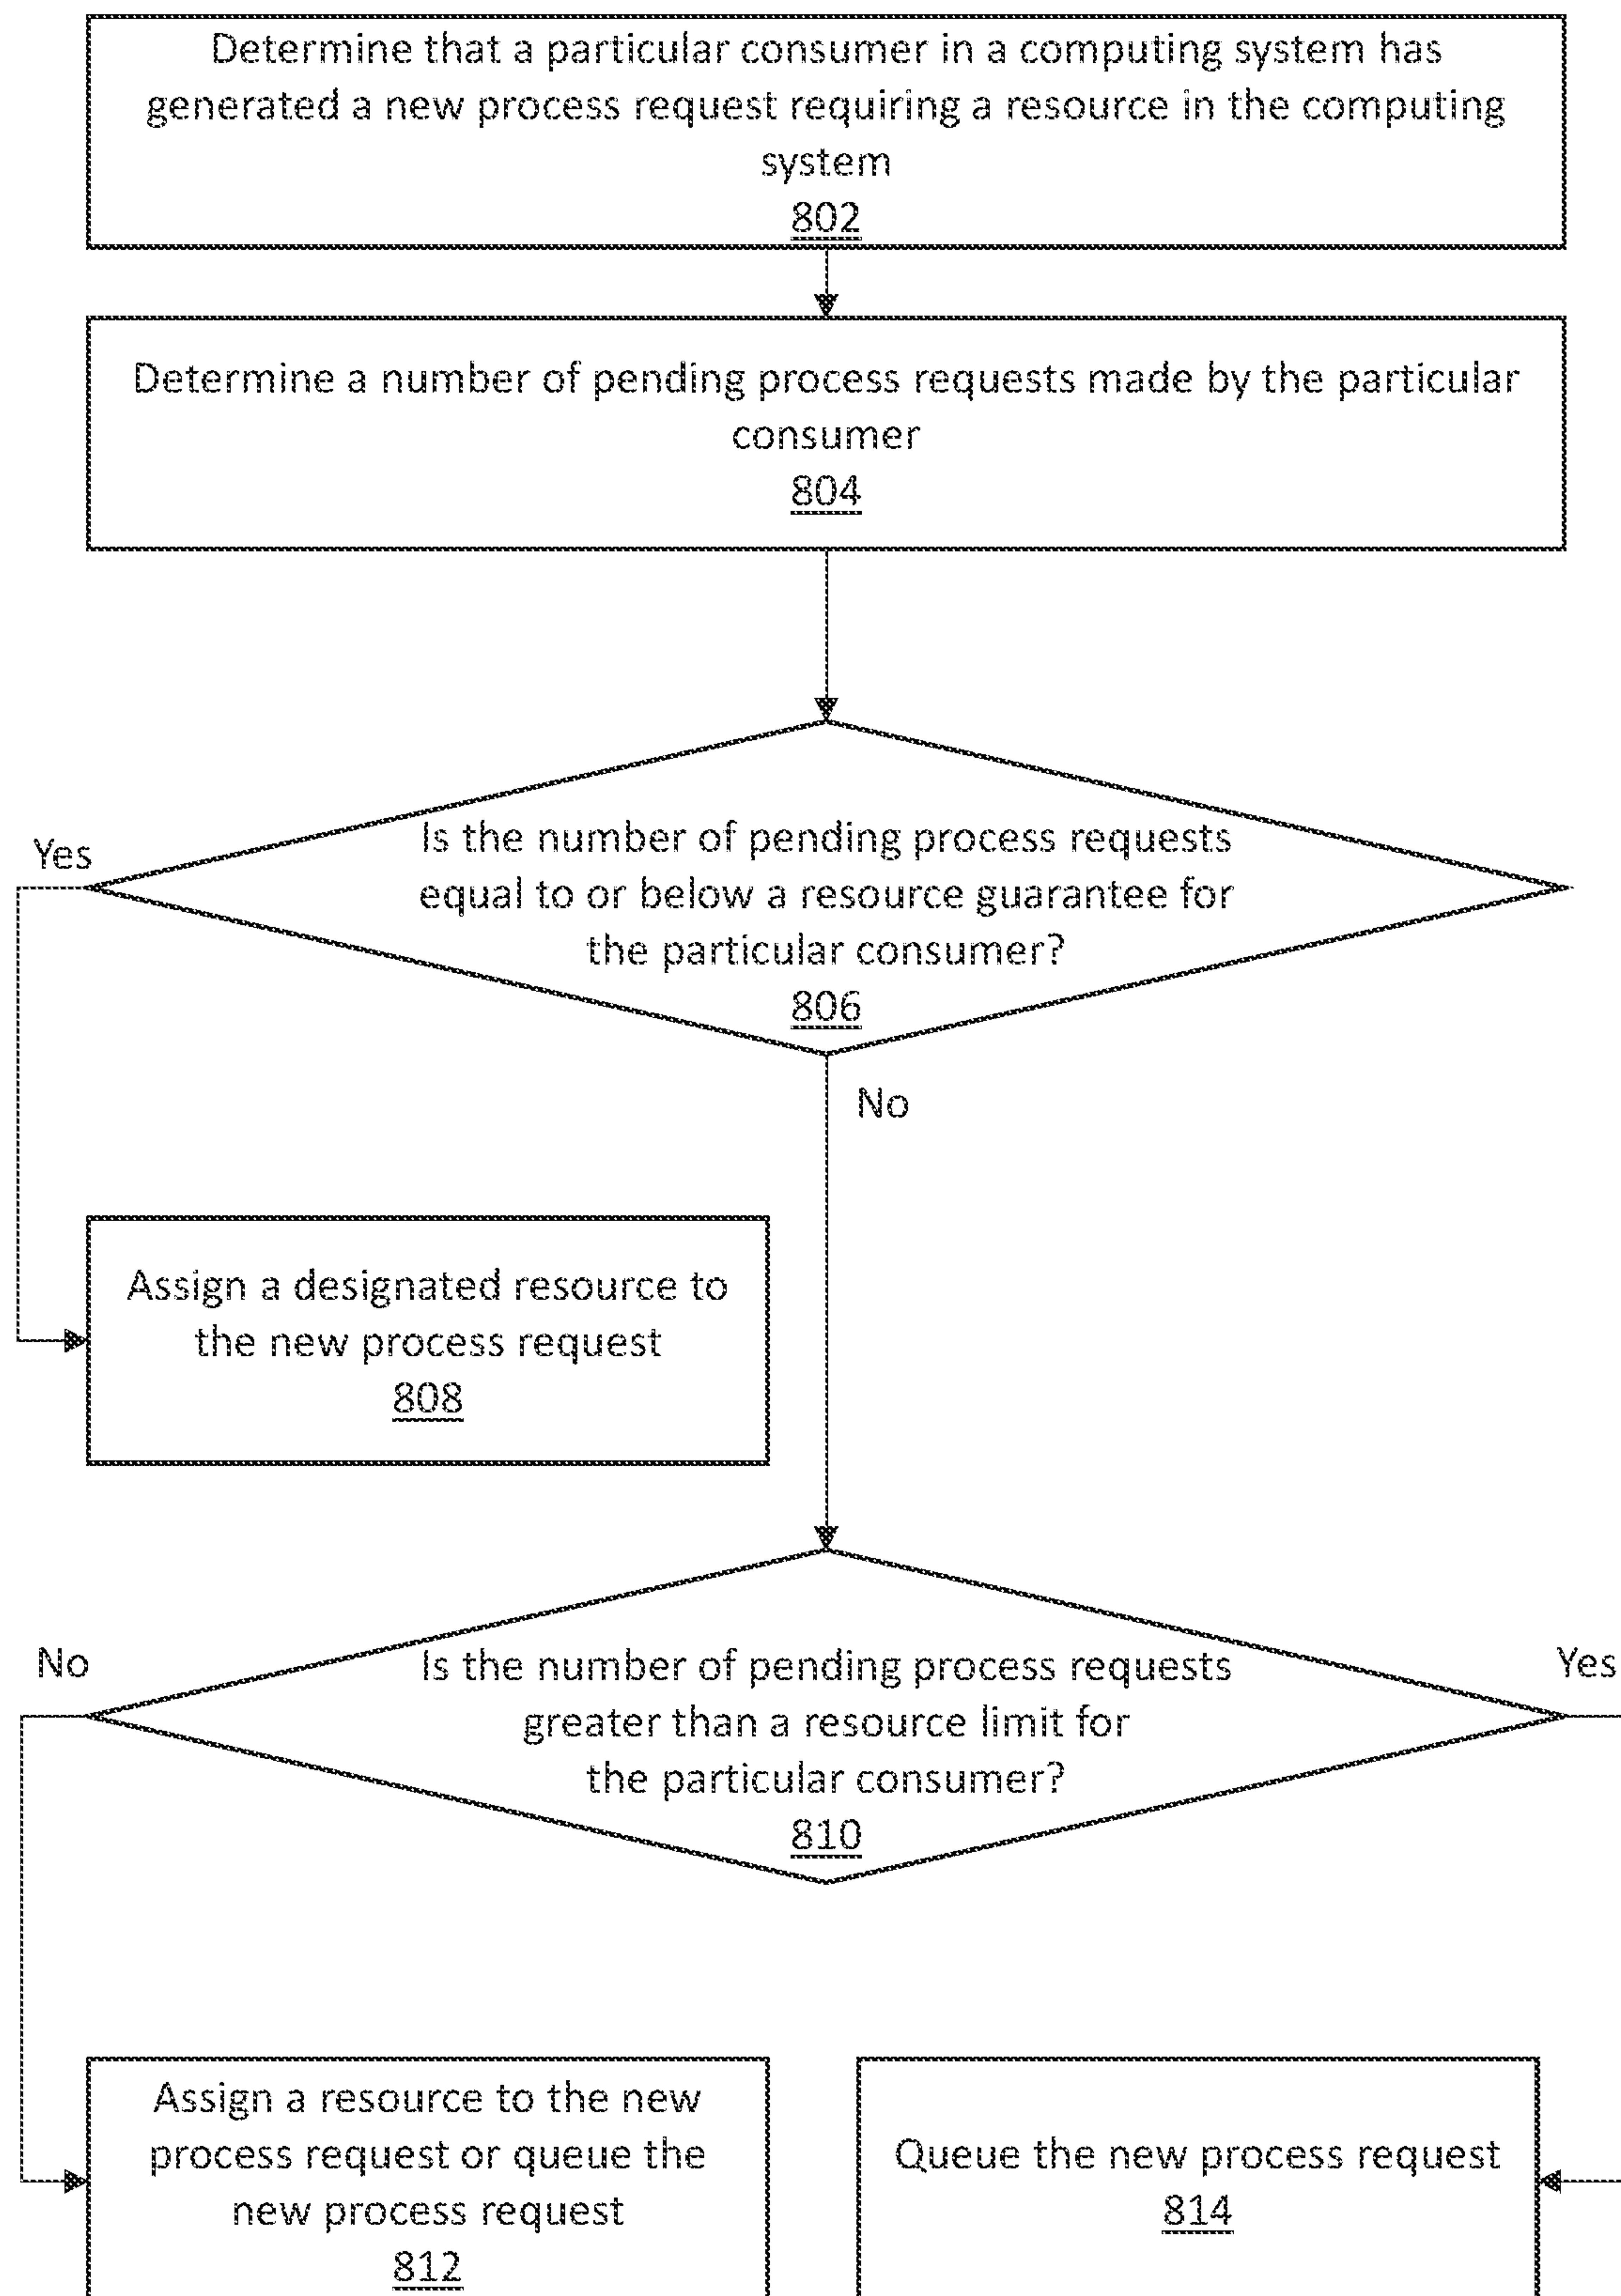 Determine that a particular consumer in a computing system has
generated a new process request requiring a resource in the computing
system
802
Determine a number of pending process requests made by the particular
consumer
804
Yes
Is the number of pending process requests
equal to or below a resource guarantee for
the particular consumer?
806
No
Assign a designated resource to
the new process request
808
No
Is the number of pending process requests
greater than a resource limit for
the particular consumer?
810
Yes
Assign a resource to the new
process request or queue the
new process request
812
Queue the new process request
814